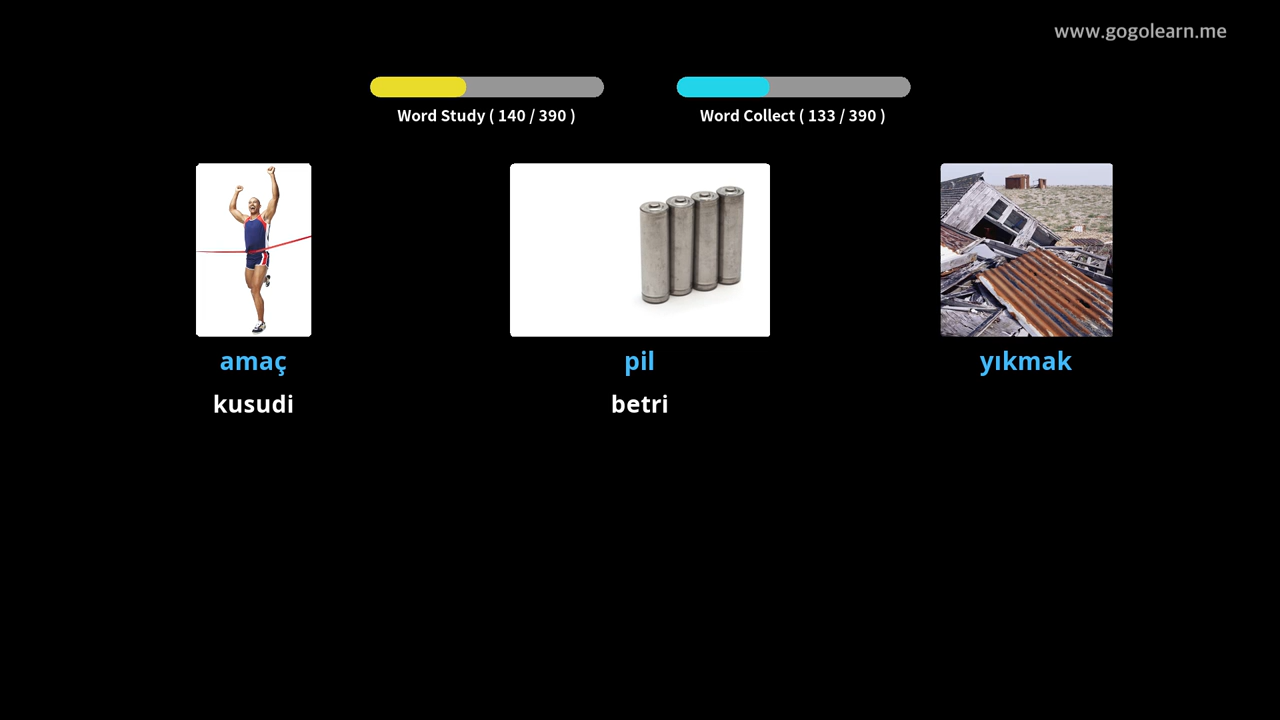 www.gogolearn.me
Word Study ( 140 / 390 )
Word Collect ( 133 / 390 )
amaç
pil
yıkmak
kusudi
betri